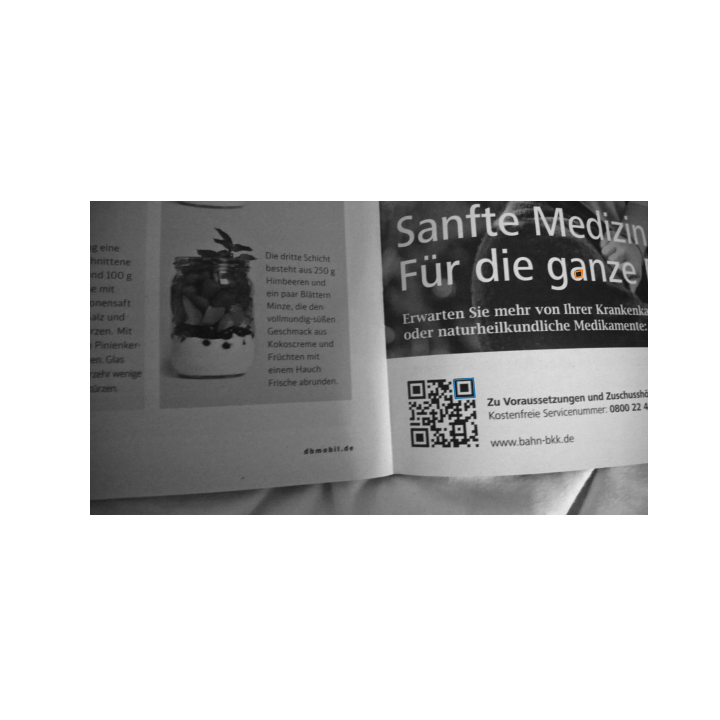 eine
hnittene
nd 100 g
e mit
onensaft
alz und
rzen. Mit
Pinienker-
en. Glas
wenige
Die dritte Schicht
besteht aus 250 g
Himbeeren und
ein paar Blättern
Minze, die den
vollmundig-süßen
Geschmack aus
Kokoscreme und
Früchten mit
einem Hauch
Frische abrunden.
dbmobil.de
Sanfte Medizin
Für die ganze
Erwarten Sie mehr von Ihrer Krankenka
oder naturheilkundliche Medikamente:
Zu Voraussetzungen und Zuschusshö
Kostenfreie Servicenummer: 0800 22 4
www.bahn-bkk.de